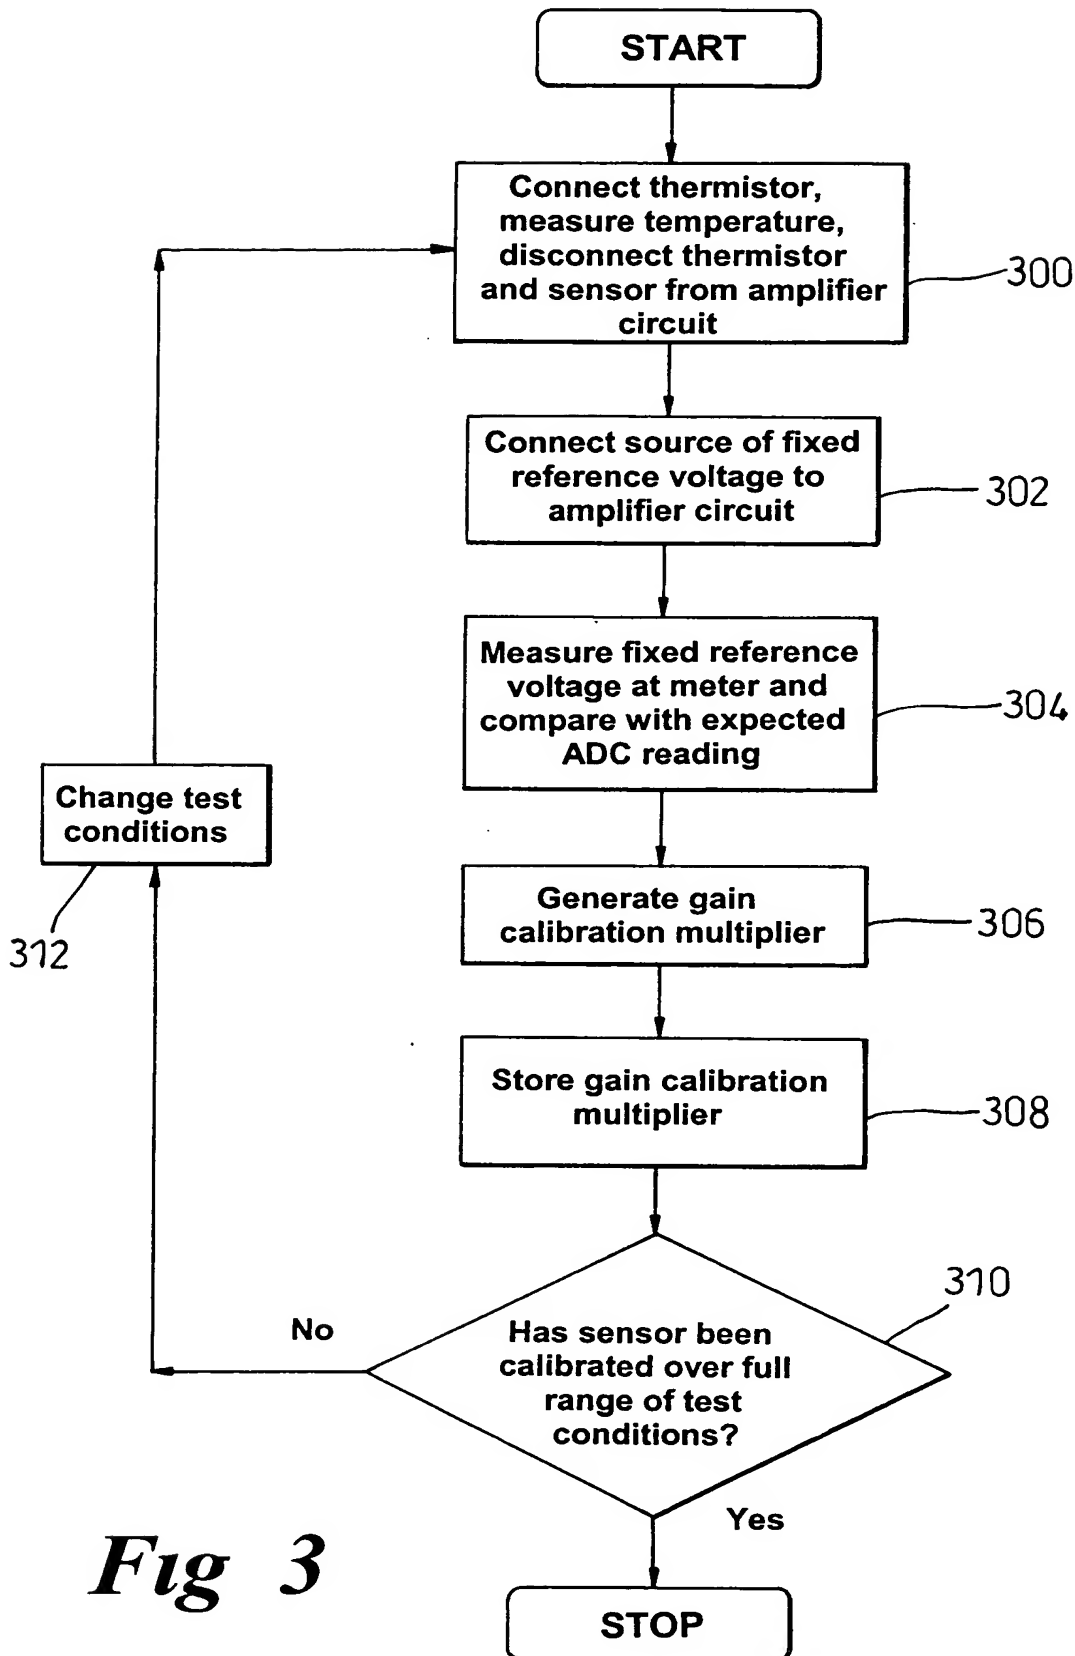 START
Connect thermistor,
measure temperature,
disconnect thermistor
and sensor from amplifier
circuit
300
Connect source of fixed
reference voltage to
amplifier circuit
302
Measure fixed reference
voltage at meter and
compare with expected
ADC reading
304
Change test
conditions
312
Generate gain
calibration multiplier
306
Store gain calibration
multiplier
308
310
No
Has sensor been
calibrated over full
range of test
conditions?
Yes
Fig 3
STOP